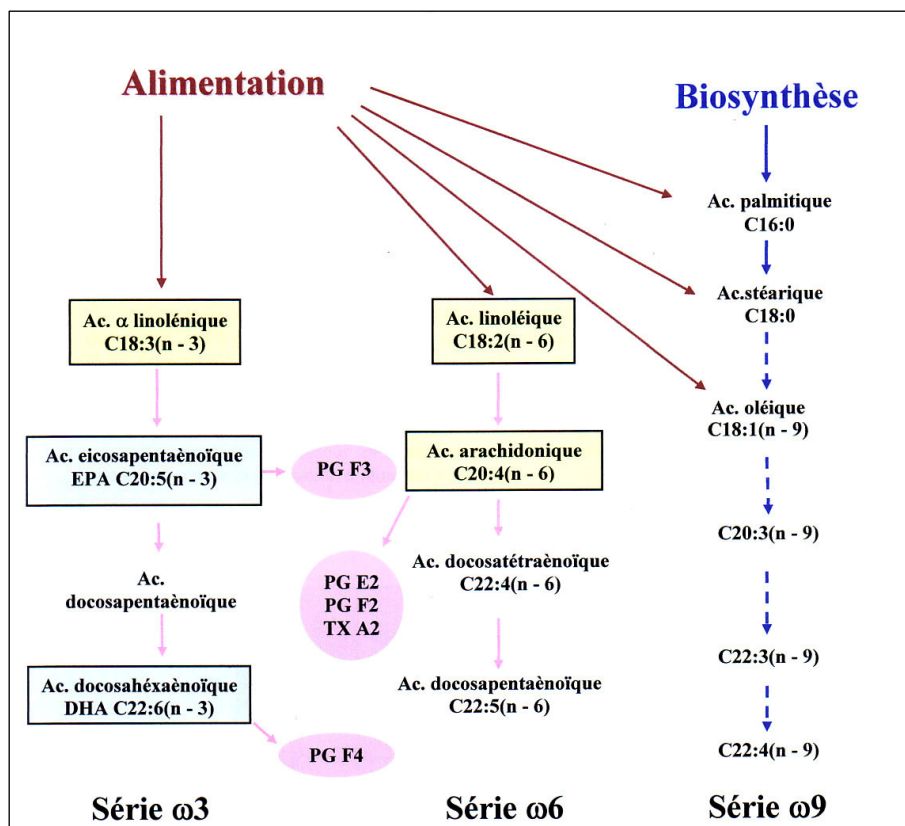 Alimentation
Biosynthèse
Ac. palmitique
C16:0
Ac.stéarique
C18:0
Ac. α linolénique
C18:3(n - 3)
Ac. linoléique
C18:2(n - 6)
Ac. oléique
C18:1(n - 9)
Ac. eicosapentaènoïque
EPA C20:5(n - 3)
PG F3
Ac. arachidonique
C20:4(n - 6)
C20:3(n - 9)
Ac.
docosapentaènoïque
PG E2
PG F2
TX A2
Ac. docosatétraènoïque
C22:4(n - 6)
C22:3(n - 9)
Ac. docosahéxaènoïque
DHA C22:6(n - 3)
PG F4
Ac. docosapentaènoïque
C22:5(n - 6)
C22:4(n - 9)
Série ω3
Série ω6
Série ω9